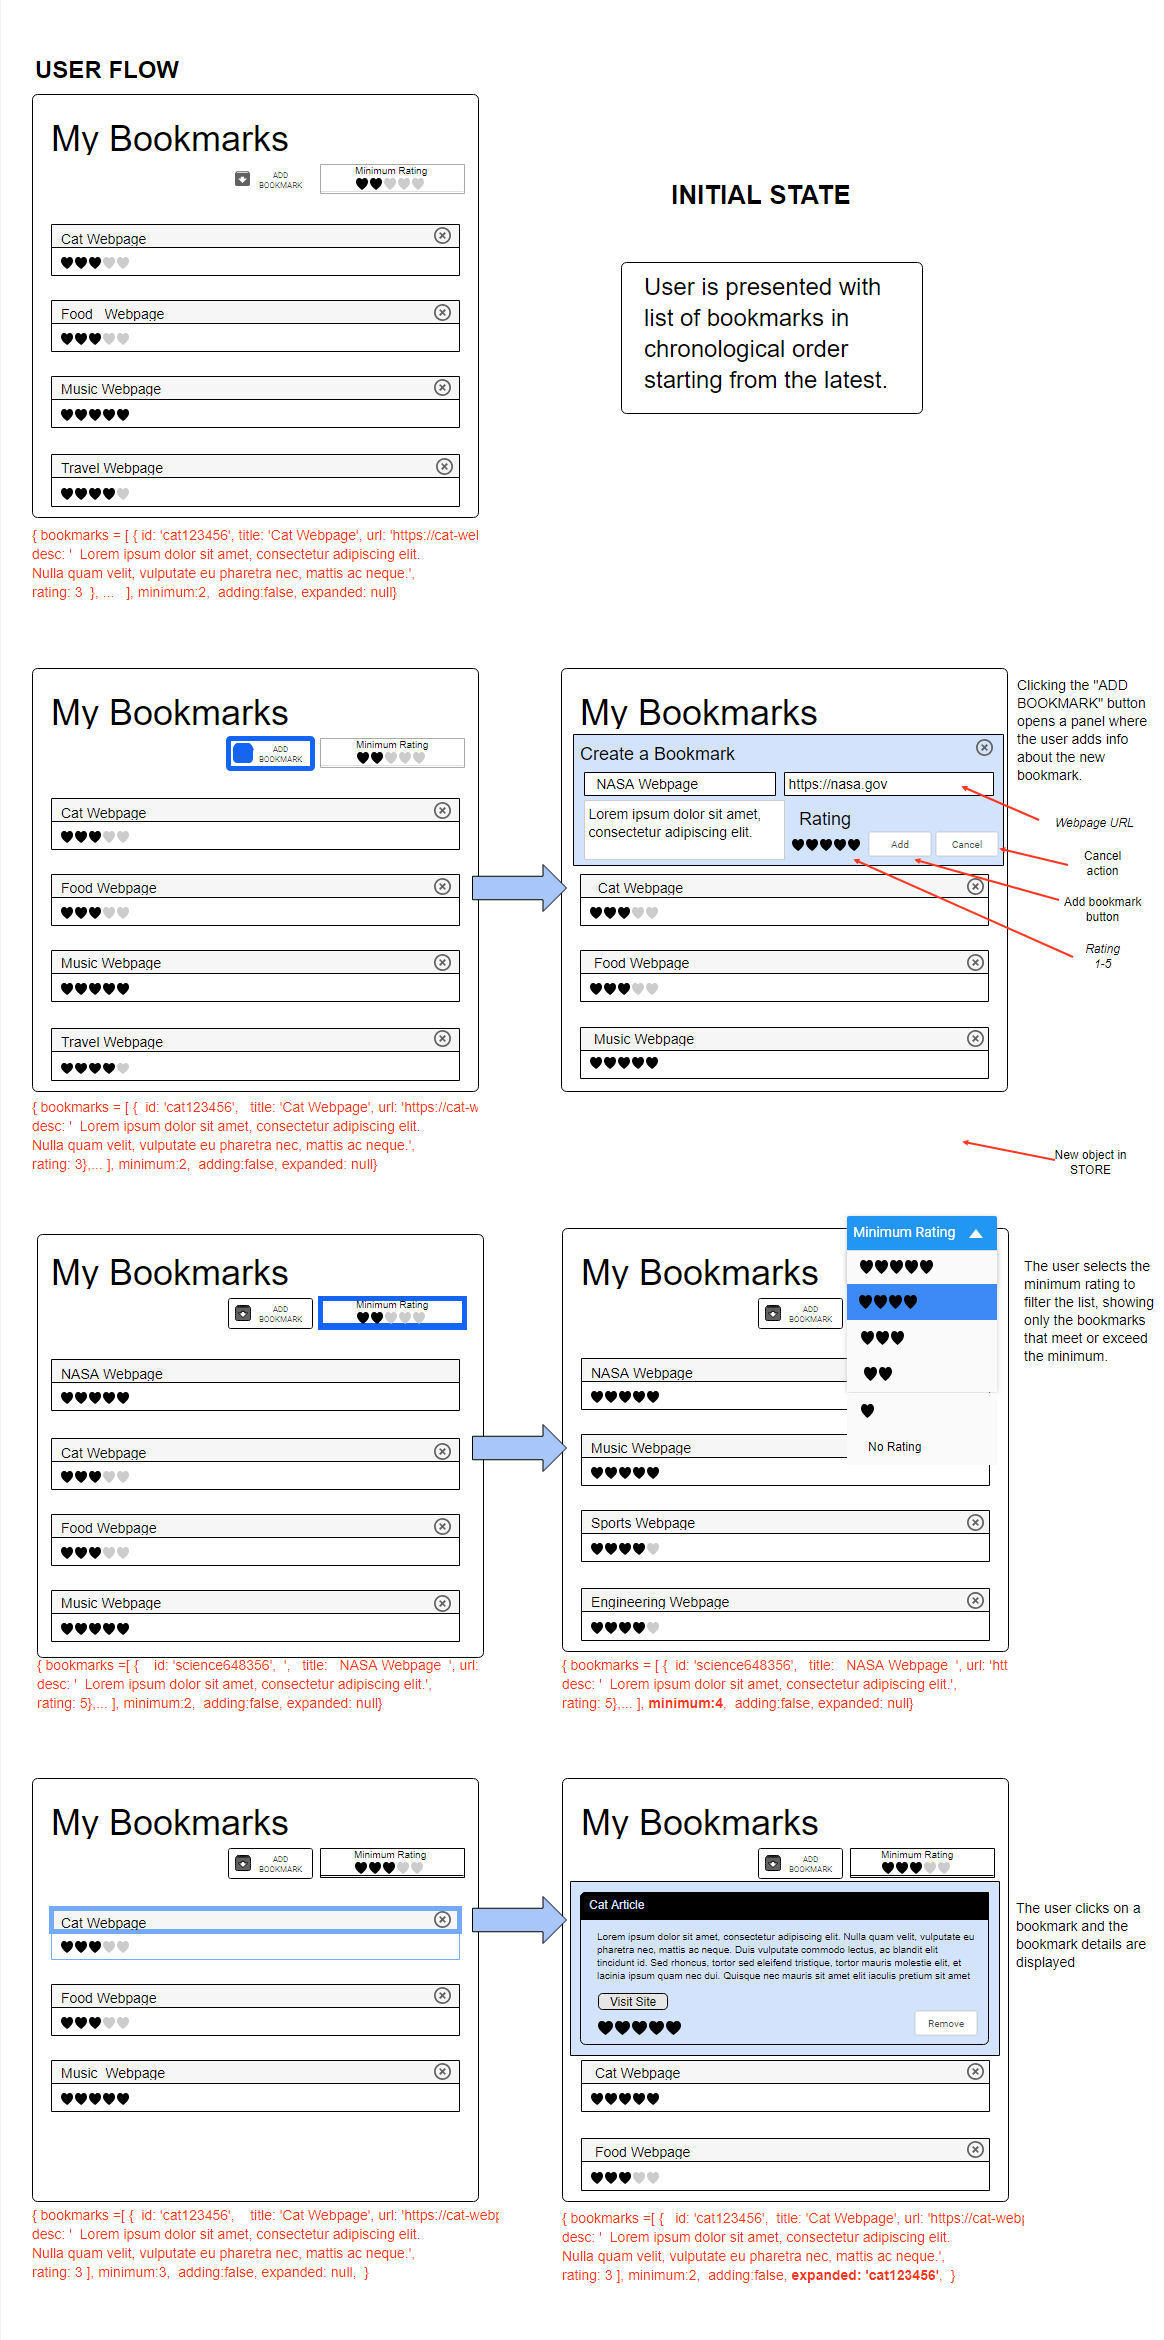 USER FLOW
My Bookmarks
ADD
BOOKMARK
Minimum Rating
Cat Webpage
Food Webpage
Music Webpage
Travel Webpage
{ bookmarks = [ { id: 'cat123456', title: 'Cat Webpage', url: 'https://cat-wel
desc: ' Lorem ipsum dolor sit amet, consectetur adipiscing elit.
Nulla quam velit, vulputate eu pharetra nec, mattis ac neque.',
rating: 3 }, ... ], minimum:2, adding:false, expanded: null}
INITIAL STATE
User is presented with
list of bookmarks in
chronological order
starting from the latest.
My Bookmarks
ADD
BOOKMARK
Minimum Rating
Cat Webpage
Food Webpage
Music Webpage
Travel Webpage
{ bookmarks = [ { id: 'cat123456', title: 'Cat Webpage', url: 'https://cat-w
desc: ' Lorem ipsum dolor sit amet, consectetur adipiscing elit.
Nulla quam velit, vulputate eu pharetra nec, mattis ac neque.',
rating: 3},... ], minimum:2, adding:false, expanded: null}
My Bookmarks
Create a Bookmark
NASA Webpage
https://nasa.gov
Lorem ipsum dolor sit amet,
consectetur adipiscing elit.
Rating
Add
Cancel
Cat Webpage
Food Webpage
Music Webpage
Clicking the "ADD
BOOKMARK" button
opens a panel where
the user adds info
about the new
bookmark.
Webpage URL
Cancel
action
Add bookmark
button
Rating
1-5
New object in
STORE
My Bookmarks
ADD
BOOKMARK
Minimum Rating
NASA Webpage
Cat Webpage
Food Webpage
Music Webpage
{ bookmarks =[ { id: 'science648356', ', title: NASA Webpage ', url:
desc: ' Lorem ipsum dolor sit amet, consectetur adipiscing elit.',
rating: 5},... ], minimum:2, adding:false, expanded: null}
My Bookmarks
ADD
BOOKMARK
Minimum Rating
No Rating
NASA Webpage
Music Webpage
Sports Webpage
Engineering Webpage
{ bookmarks = [ { id: 'science648356', title: NASA Webpage ', url: 'htt
desc: ' Lorem ipsum dolor sit amet, consectetur adipiscing elit.',
rating: 5},... ], minimum:4, adding:false, expanded: null}
The user selects the
minimum rating to
filter the list, showing
only the bookmarks
that meet or exceed
the minimum.
My Bookmarks
ADD
BOOKMARK
Minimum Rating
Cat Webpage
Food Webpage
Music Webpage
{ bookmarks =[ { id: 'cat123456', title: 'Cat Webpage', url: 'https://cat-webp
desc: ' Lorem ipsum dolor sit amet, consectetur adipiscing elit.
Nulla quam velit, vulputate eu pharetra nec, mattis ac neque.',
rating: 3 ], minimum:3, adding:false, expanded: null, }
My Bookmarks
ADD
BOOKMARK
Minimum Rating
Cat Article
Lorem ipsum dolor sit amet, consectetur adipiscing elit. Nulla quam velit, vulputate eu
pharetra nec, mattis ac neque. Duis vulputate commodo lectus, ac blandit elit
tincidunt id. Sed rhoncus, tortor sed eleifend tristique, tortor mauris molestie elit, et
lacinia ipsum quam nec dui. Quisque nec mauris sit amet elit iaculis pretium sit amet
Visit Site
Remove
Cat Webpage
Food Webpage
{ bookmarks =[ { id: 'cat123456', title: 'Cat Webpage', url: 'https://cat-webp
desc: ' Lorem ipsum dolor sit amet, consectetur adipiscing elit.
Nulla quam velit, vulputate eu pharetra nec, mattis ac neque.',
rating: 3 ], minimum:2, adding:false, expanded: 'cat123456', }
The user clicks on a
bookmark and the
bookmark details are
displayed